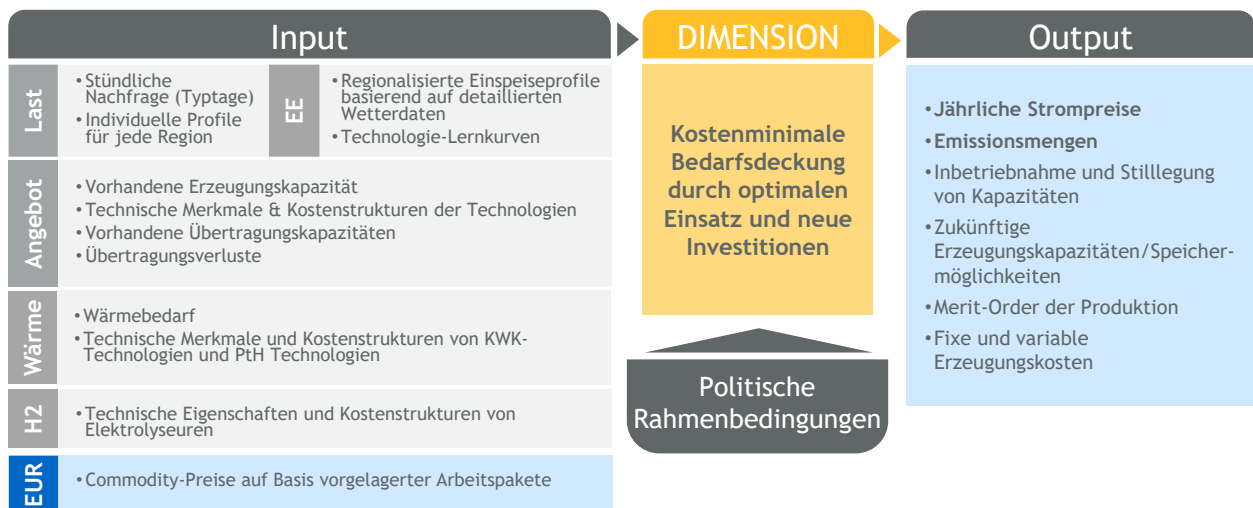 Input
Last
• Stündliche
Nachfrage (Typtage)
• Individuelle Profile
für jede Region
EE
• Regionalisierte Einspeiseprofile
basierend auf detaillierten
Wetterdaten
• Technologie-Lernkurven
Angebot
• Vorhandene Erzeugungskapazität
• Technische Merkmale & Kostenstrukturen der Technologien
• Vorhandene Übertragungskapazitäten
• Übertragungsverluste
Wärme
• Wärmebedarf
• Technische Merkmale und Kostenstrukturen von KWK-
Technologien und PtH Technologien
H2
• Technische Eigenschaften und Kostenstrukturen von
Elektrolyseuren
EUR
• Commodity-Preise auf Basis vorgelagerter Arbeitspakete
DIMENSION
Kostenminimale
Bedarfsdeckung
durch optimalen
Einsatz und neue
Investitionen
Politische
Rahmenbedingungen
Output
• Jährliche Strompreise
• Emissionsmengen
• Inbetriebnahme und Stilllegung
von Kapazitäten
• Zukünftige
Erzeugungskapazitäten/Speicher-
möglichkeiten
• Merit-Order der Produktion
• Fixe und variable
Erzeugungskosten